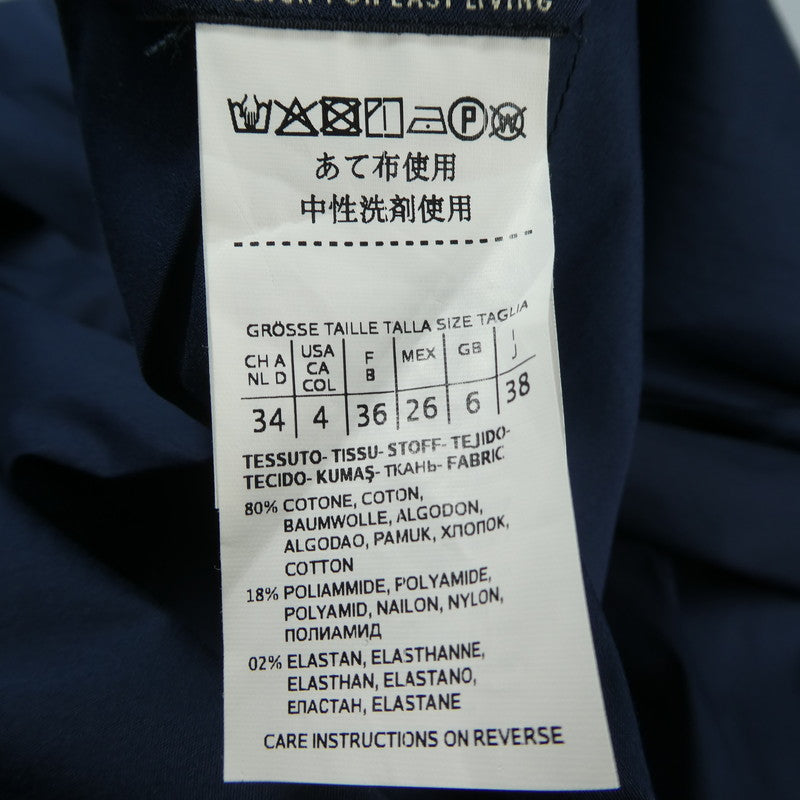 FOR EASY LIVING
P
W
あて布使用
中性洗剤使用
GRÖSSE TAILLE TALLA SIZE TAGLIA
CH A NL D USA CA COL F B MEX GB I J
34 4 36 26 6 38
TESSUTO- TISSU- STOFF- TEJIDO-
TECIDO- KUMAŞ- ТКАНЬ- FABRIC
80% COTONE, COTON,
BAUMWOLLE, ALGODON,
ALGODAO, PAMUK, ХЛОПОК,
COTTON
18% POLIAMMIDE, POLYAMIDE,
POLYAMID, NAILON, NYLON,
ПОЛИАМИД
02% ELASTAN, ELASTHANNE,
ELASTHAN, ELASTANO,
ЕЛАСТАН, ELASTANE
CARE INSTRUCTIONS ON REVERSE